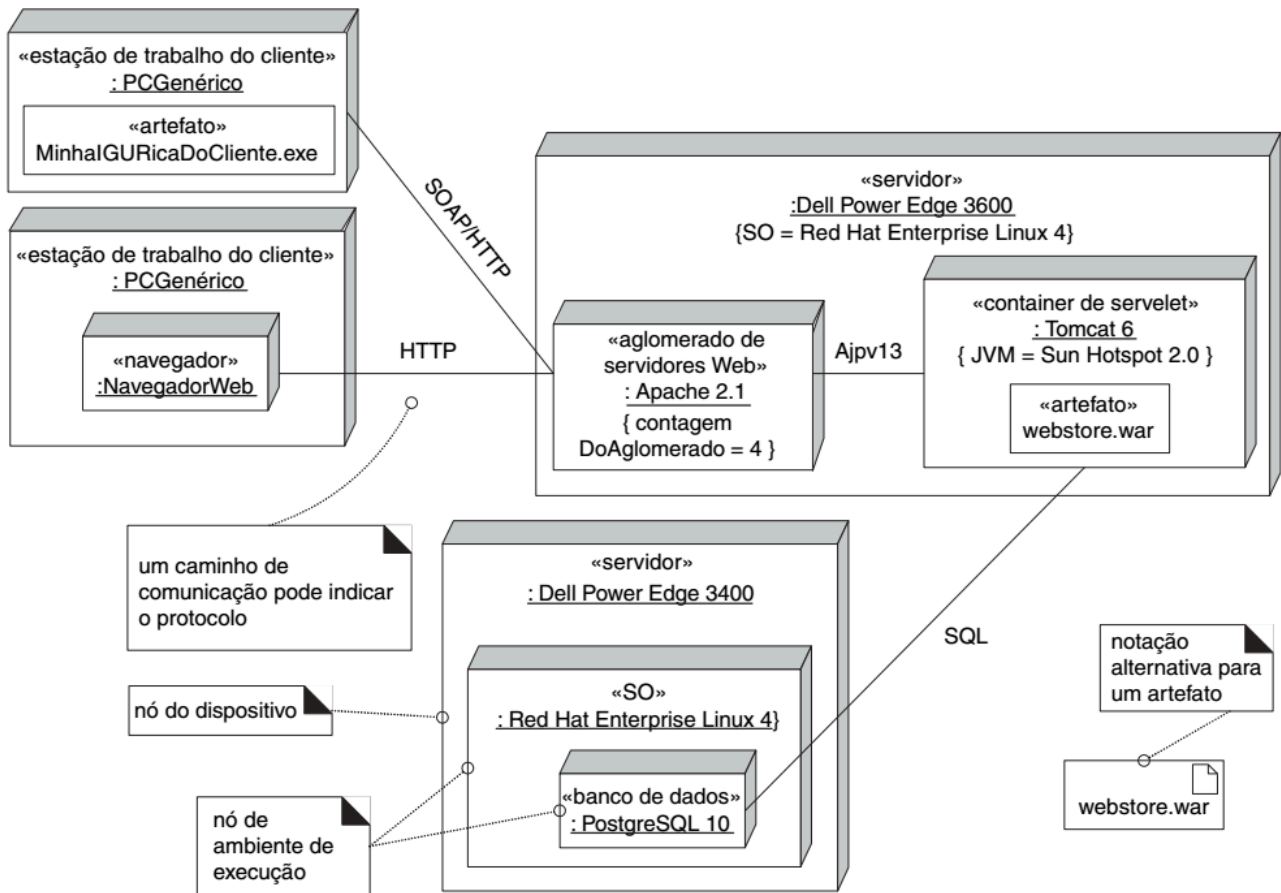 «estação de trabalho do cliente»
: PCGenérico
«artefato»
MinhaIGURicaDoCliente.exe
«estação de trabalho do cliente»
: PCGenérico
«navegador»
:NavegadorWeb
SOAP/HTTP
HTTP
«servidor»
:Dell Power Edge 3600
{SO = Red Hat Enterprise Linux 4}
«aglomerado de
servidores Web»
: Apache 2.1
{ contagem
DoAglomerado = 4 }
Ajpv13
«container de servelet»
: Tomcat 6
{ JVM = Sun Hotspot 2.0 }
«artefato»
webstore.war
um caminho de
comunicação pode indicar
o protocolo
nó do dispositivo
nó de
ambiente de
execução
«servidor»
: Dell Power Edge 3400
«SO»
: Red Hat Enterprise Linux 4}
«banco de dados»
: PostgreSQL 10
SQL
notação
alternativa para
um artefato
webstore.war